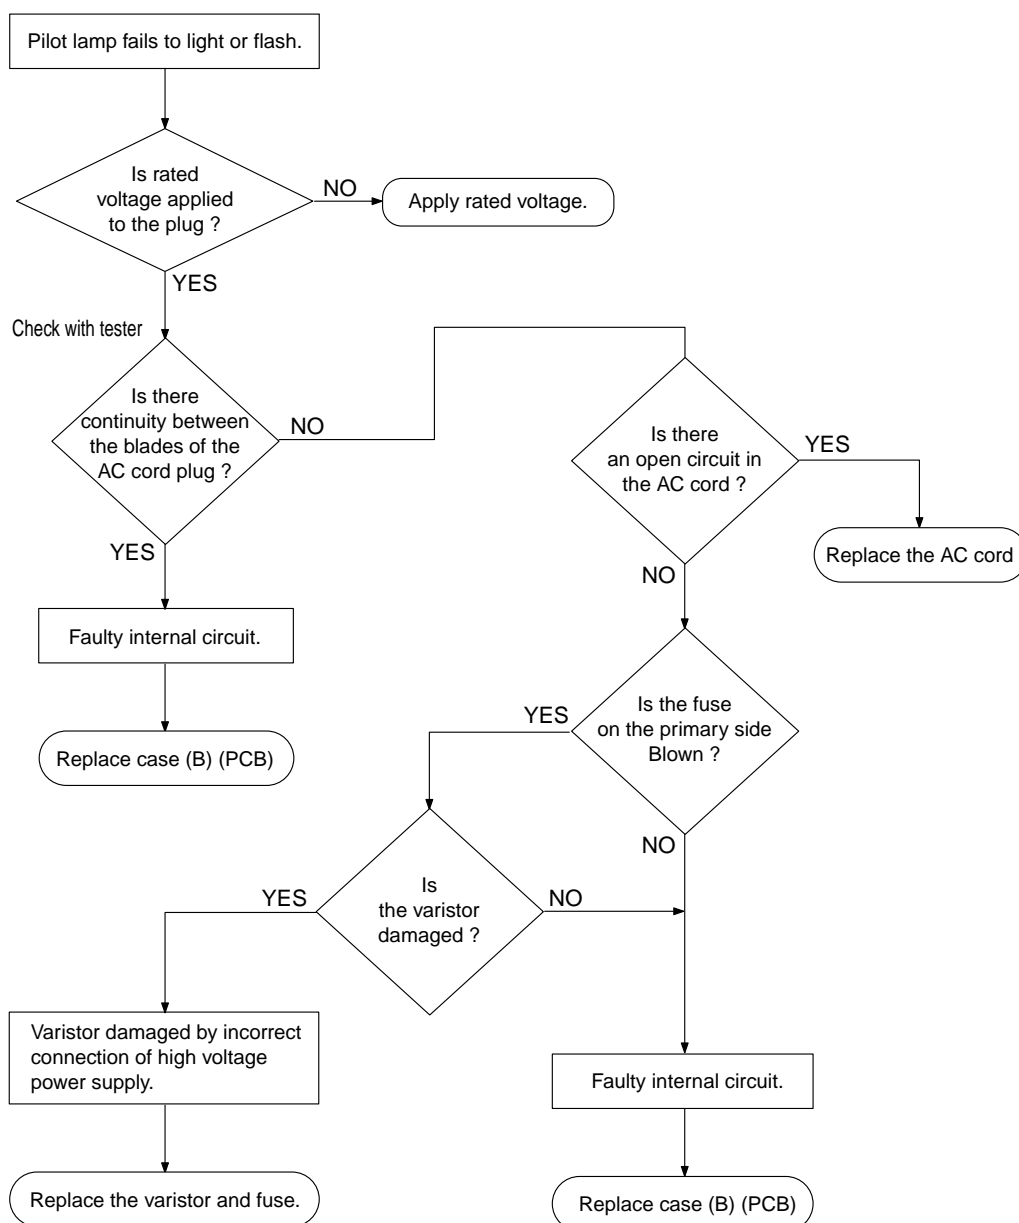 Pilot lamp fails to light or flash.
Is rated
voltage applied
to the plug ?
NO
Apply rated voltage.
YES
Check with tester
Is there
continuity between
the blades of the
AC cord plug ?
NO
Is there
an open circuit in
the AC cord ?
YES
Replace the AC cord
YES
NO
Faulty internal circuit.
Replace case (B) (PCB)
Is the fuse
on the primary side
Blown ?
YES
NO
Is
the varistor
damaged ?
YES
NO
Varistor damaged by incorrect
connection of high voltage
power supply.
Replace the varistor and fuse.
Faulty internal circuit.
Replace case (B) (PCB)